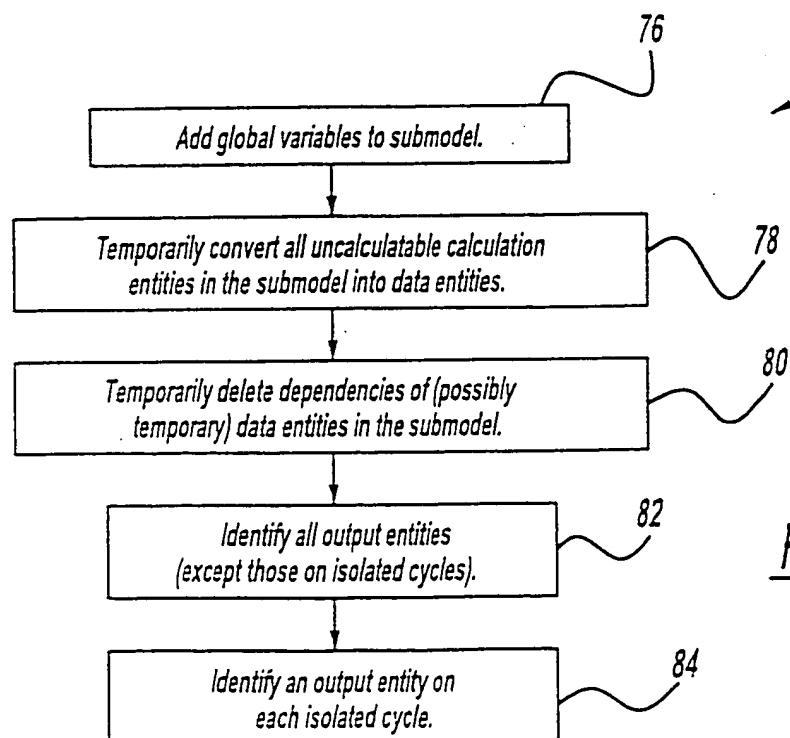 76
Add global variables to submodel.
Temporarily convert all uncalculatable calculation
entities in the submodel into data entities.
78
Temporarily delete dependencies of (possibly
temporary) data entities in the submodel.
80
Identify all output entities
(except those on isolated cycles).
82
Identify an output entity on
each isolated cycle.
84